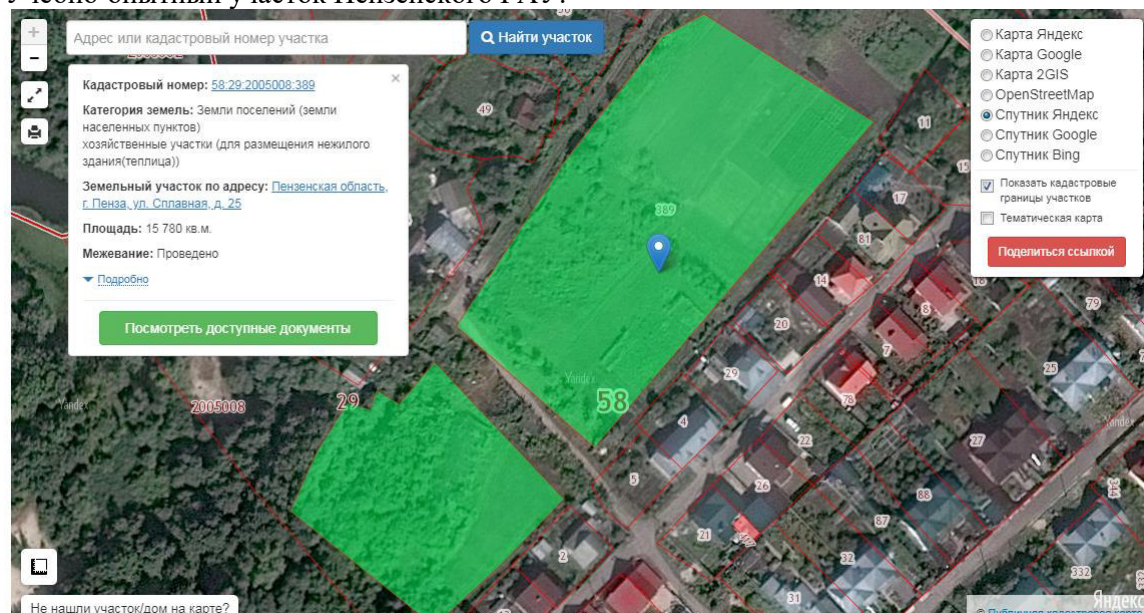 Учебно-опытный участок Пензенского ГАУ?
+
-
Адрес или кадастровый номер участка
Найти участок
Кадастровый номер: 58:29:2005008:389
×
Категория земель: Земли поселений (земли
населенных пунктов)
хозяйственные участки (для размещения нежилого
здания(теплица))
Земельный участок по адресу: Пензенская область,
г. Пенза, ул. Сплавная, д. 25
Площадь: 15 780 кв.м.
Межевание: Проведено
Подробно
Посмотреть доступные документы
Карта Яндекс
Карта Google
Карта 2GIS
OpenStreetMap
Спутник Яндекс
Спутник Google
Спутник Bing
Показать кадастровые
границы участков
Тематическая карта
Поделиться ссылкой
49
11
17
389
81
14
8
79
20
7
25
29
Yandex
58
78
Yandex
2005008
29
4
22
27
Yandex
5
26
88
344
87
21
2
32
332
31
Не нашли участок/дом на карте?
Яндекс